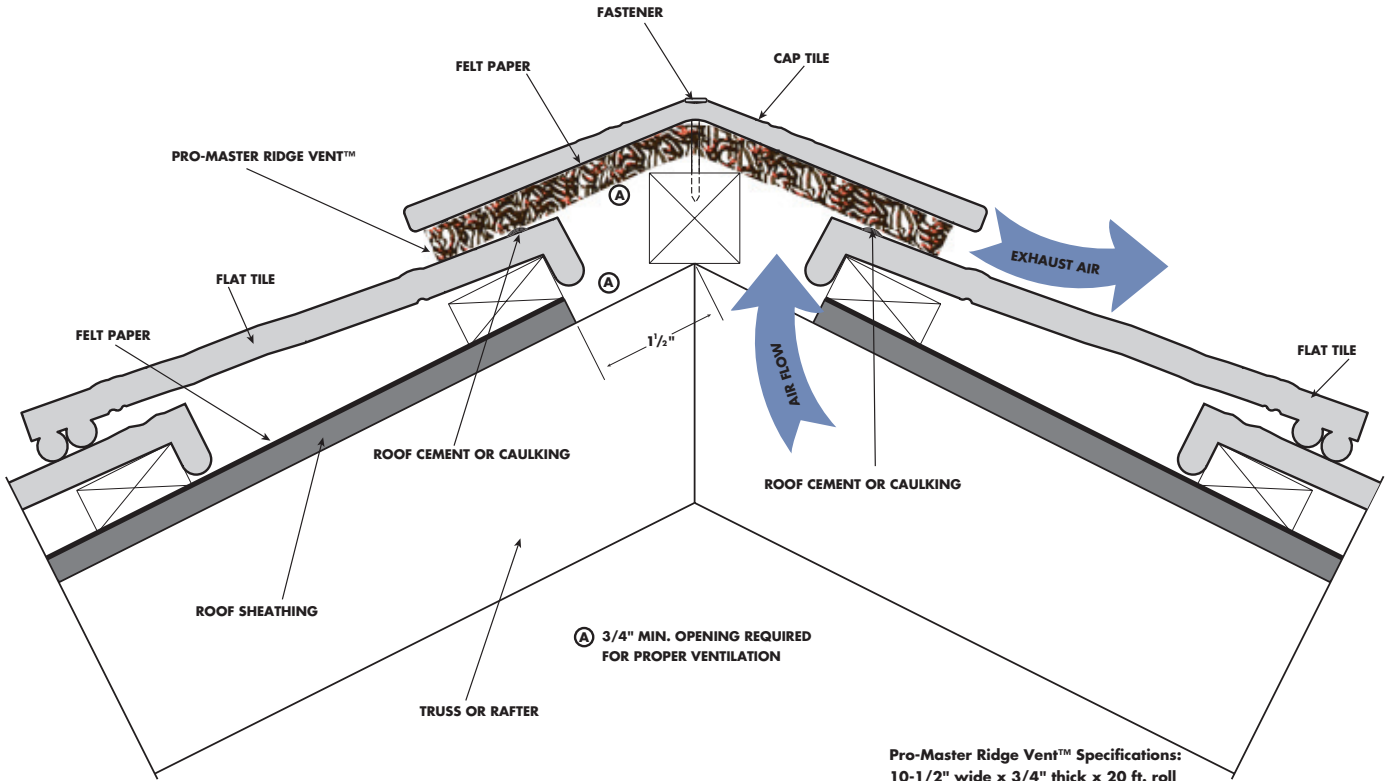 FASTENER
FELT PAPER
CAP TILE
PRO-MASTER RIDGE VENT™
A
EXHAUST AIR
FLAT TILE
A
FELT PAPER
1 1/2"
AIR FLOW
FLAT TILE
ROOF CEMENT OR CAULKING
ROOF CEMENT OR CAULKING
ROOF SHEATHING
A 3/4" MIN. OPENING REQUIRED
FOR PROPER VENTILATION
TRUSS OR RAFTER
Pro-Master Ridge Vent™ Specifications:
10-1/2" wide x 3/4" thick x 20 ft. roll